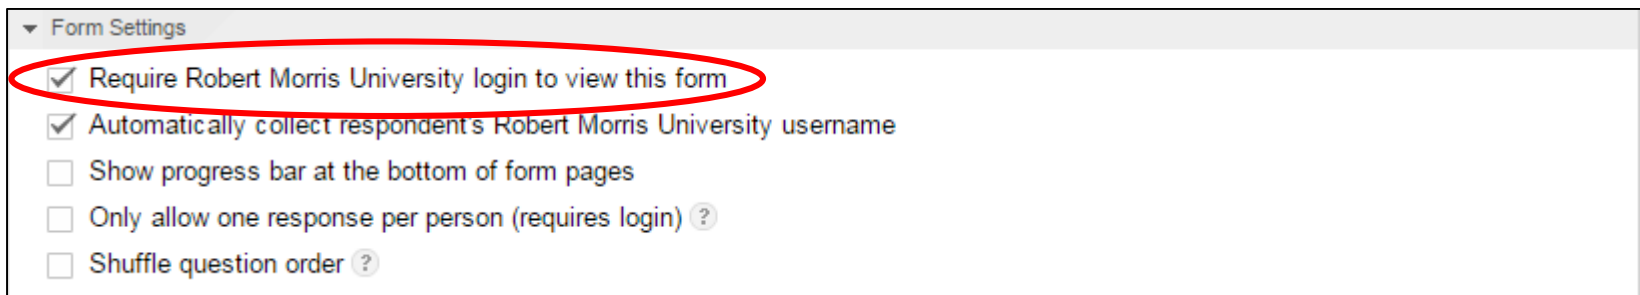 Form Settings
Require Robert Morris University login to view this form
Automatically collect respondent's Robert Morris University username
Show progress bar at the bottom of form pages
Only allow one response per person (requires login) ?
Shuffle question order ?